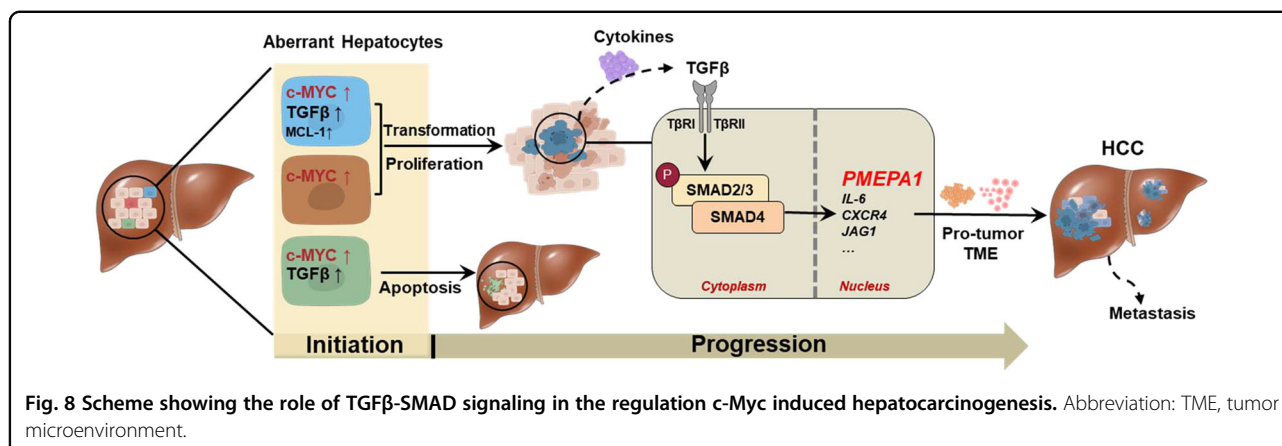 Aberrant Hepatocytes
c-MYC ↑
TGFβ ↑
MCL-1↑
c-MYC ↑
c-MYC ↑
TGFβ ↑
Transformation
Proliferation
Apoptosis
Cytokines
TGFβ
TβRI
TβRII
P
SMAD2/3
SMAD4
Cytoplasm
PMEPA1
IL-6
CXCR4
JAG1
...
Nucleus
Pro-tumor
TME
HCC
Metastasis
Initiation
Progression
Fig. 8 Scheme showing the role of TGFβ-SMAD signaling in the regulation c-Myc induced hepatocarcinogenesis. Abbreviation: TME, tumor
microenvironment.